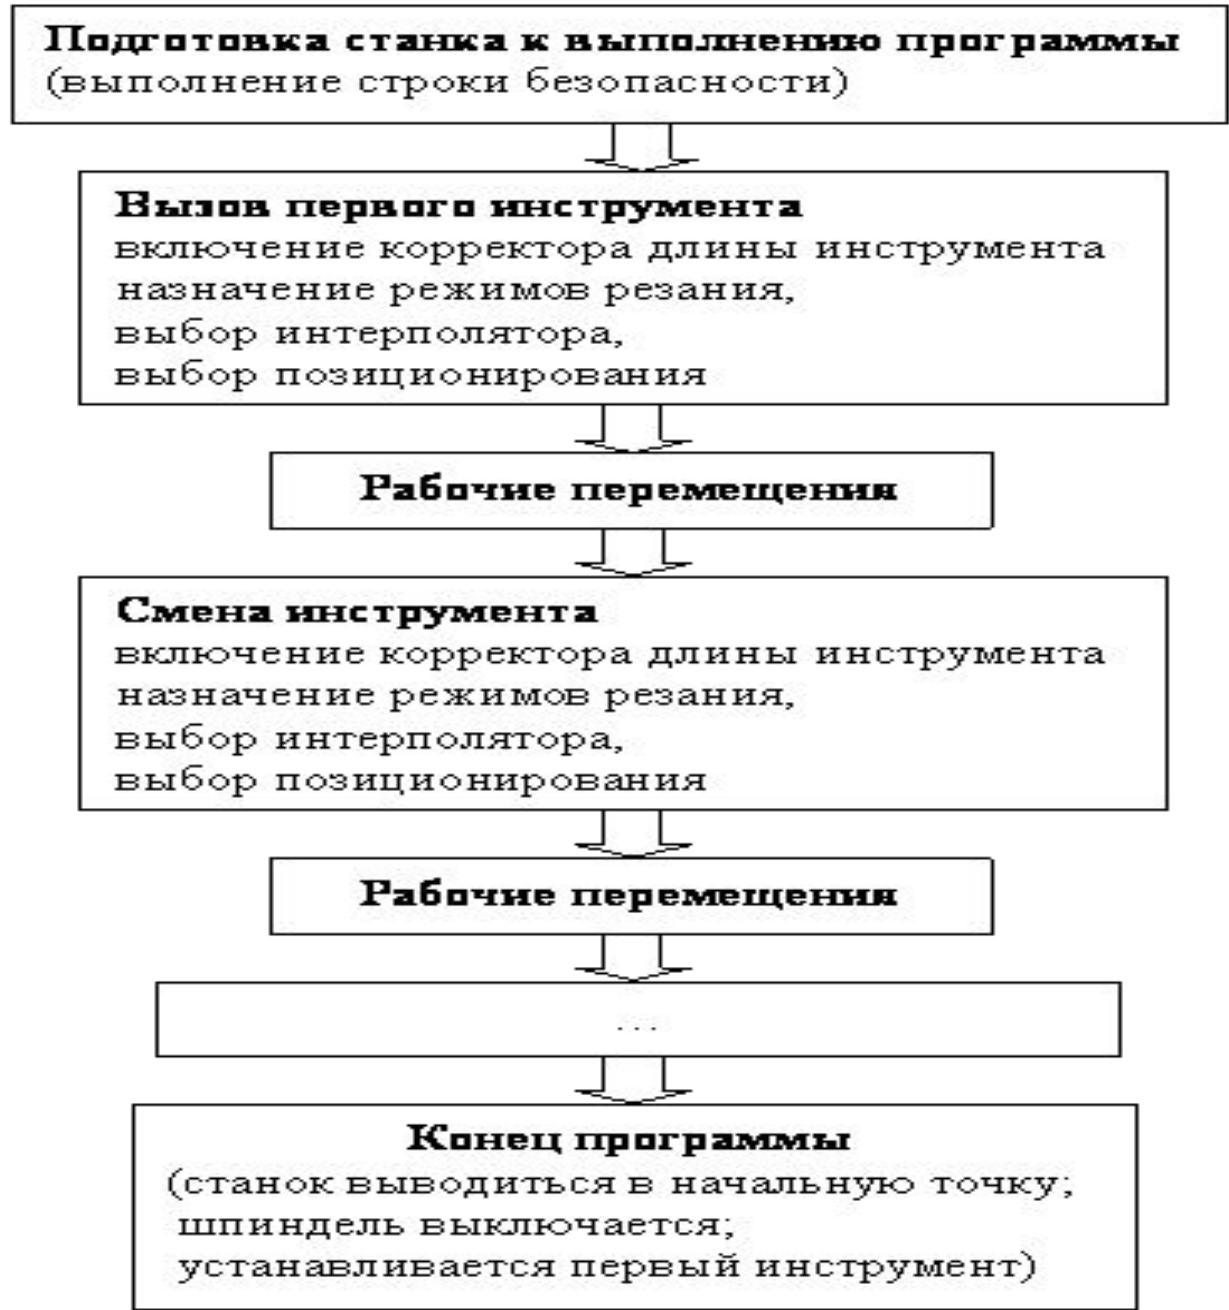 Подготовка станка к выполнению программы
(выполнение строки безопасности)
Вызов первого инструмента
включение корректора длины инструмента
назначение режимов резания,
выбор интерполятора,
выбор позиционирования
Рабочие перемещения
Смена инструмента
включение корректора длины инструмента
назначение режимов резания,
выбор интерполятора,
выбор позиционирования
Рабочие перемещения
...
Конец программы
(станок выводиться в начальную точку;
шпиндель выключается;
устанавливается первый инструмент)